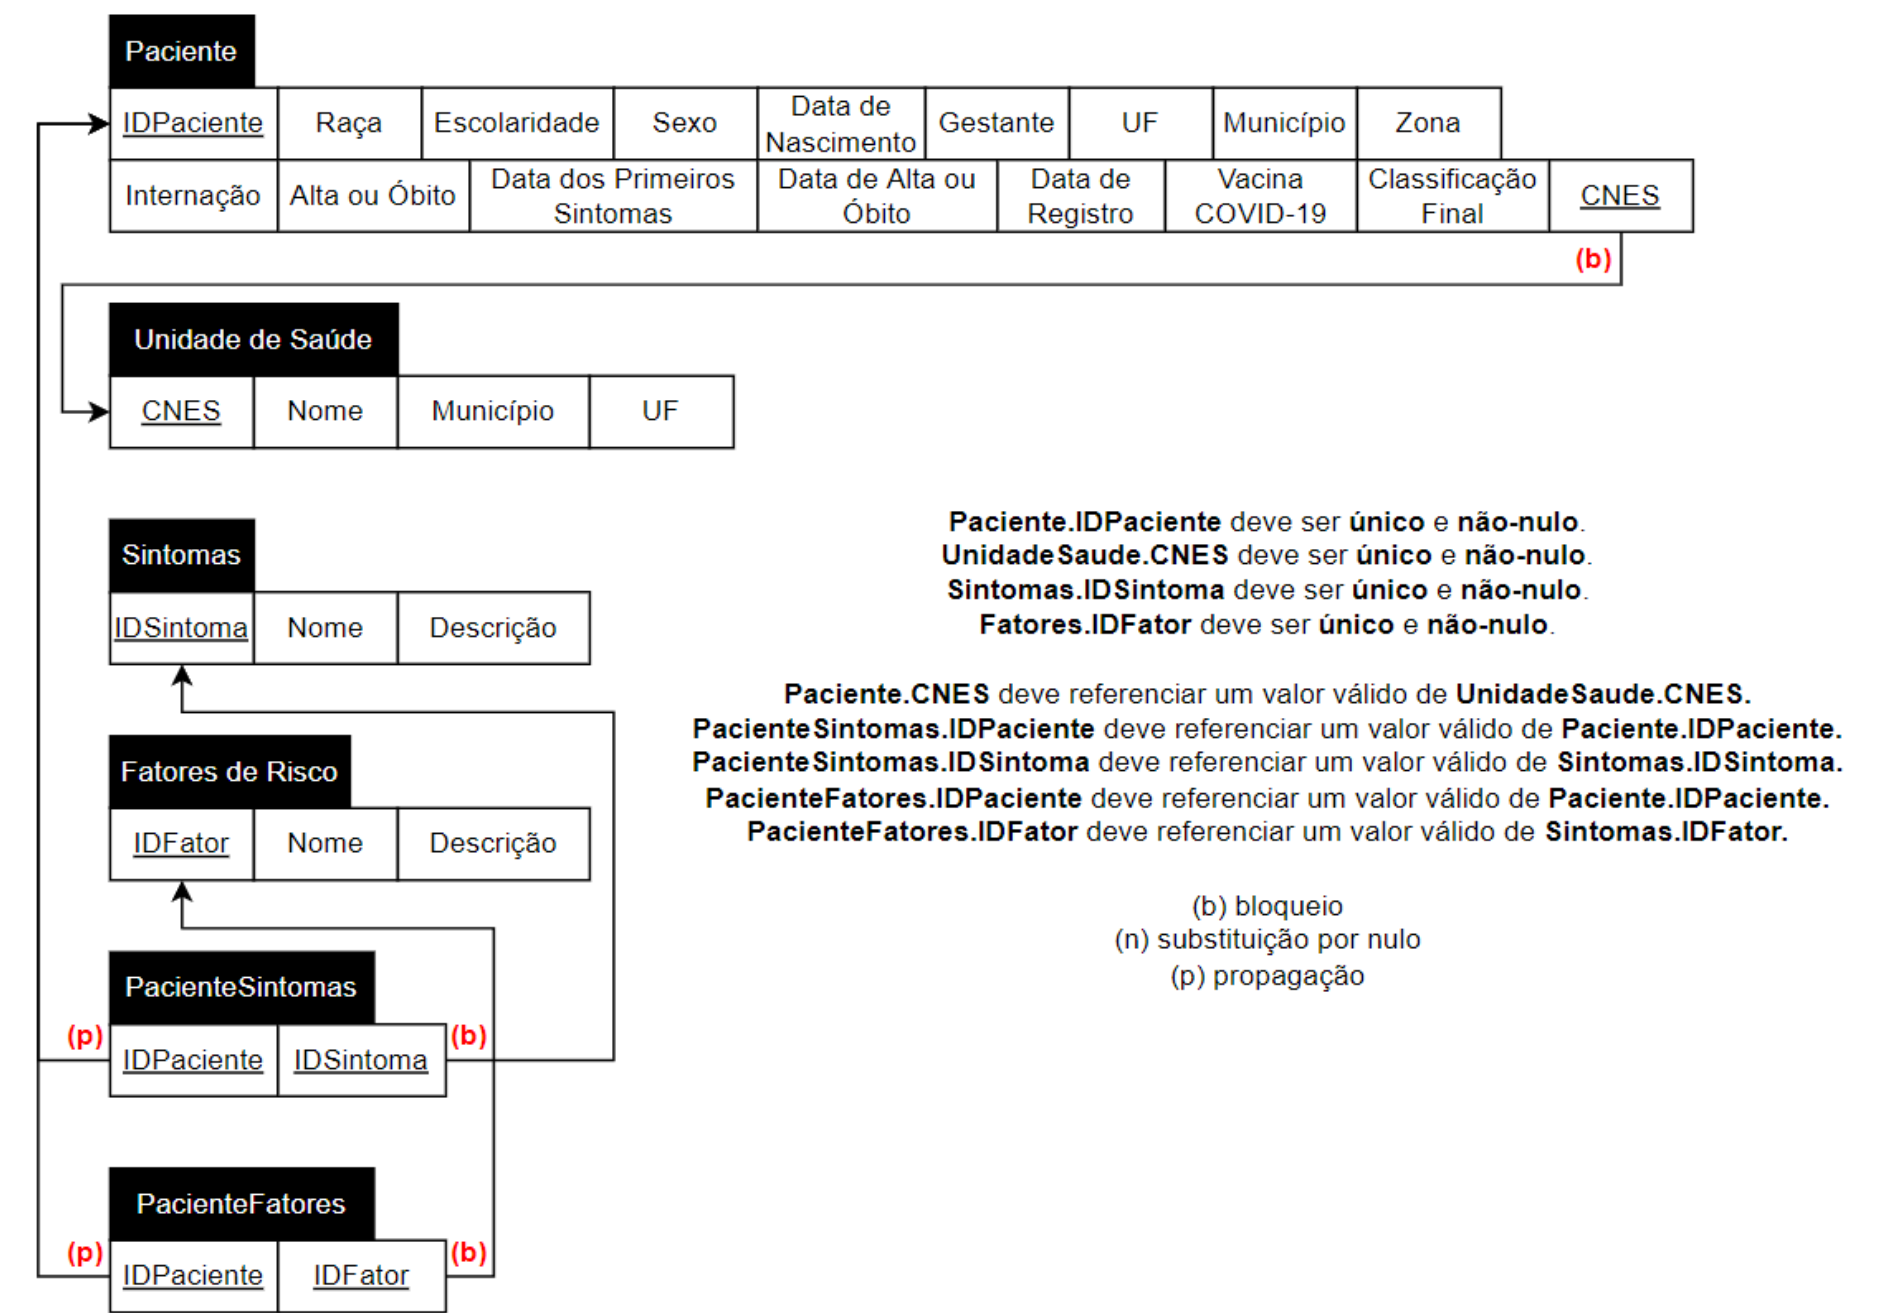 Paciente
IDPaciente Raça Escolaridade Sexo Data de Nascimento Gestante UF Município Zona
Internação Alta ou Óbito Data dos Primeiros Sintomas Data de Alta ou Óbito Data de Registro Vacina COVID-19 Classificação Final CNES
(b)
Unidade de Saúde
CNES Nome Município UF
Sintomas
IDSintoma Nome Descrição
Fatores de Risco
IDFator Nome Descrição
PacienteSintomas
(p) IDPaciente IDSintoma (b)
PacienteFatores
(p) IDPaciente IDFator (b)
Paciente.IDPaciente deve ser único e não-nulo.
UnidadeSaude.CNES deve ser único e não-nulo.
Sintomas.IDSintoma deve ser único e não-nulo.
Fatores.IDFator deve ser único e não-nulo.
Paciente.CNES deve referenciar um valor válido de UnidadeSaude.CNES.
PacienteSintomas.IDPaciente deve referenciar um valor válido de Paciente.IDPaciente.
PacienteSintomas.IDSintoma deve referenciar um valor válido de Sintomas.IDSintoma.
PacienteFatores.IDPaciente deve referenciar um valor válido de Paciente.IDPaciente.
PacienteFatores.IDFator deve referenciar um valor válido de Sintomas.IDFator.
(b) bloqueio
(n) substituição por nulo
(p) propagação